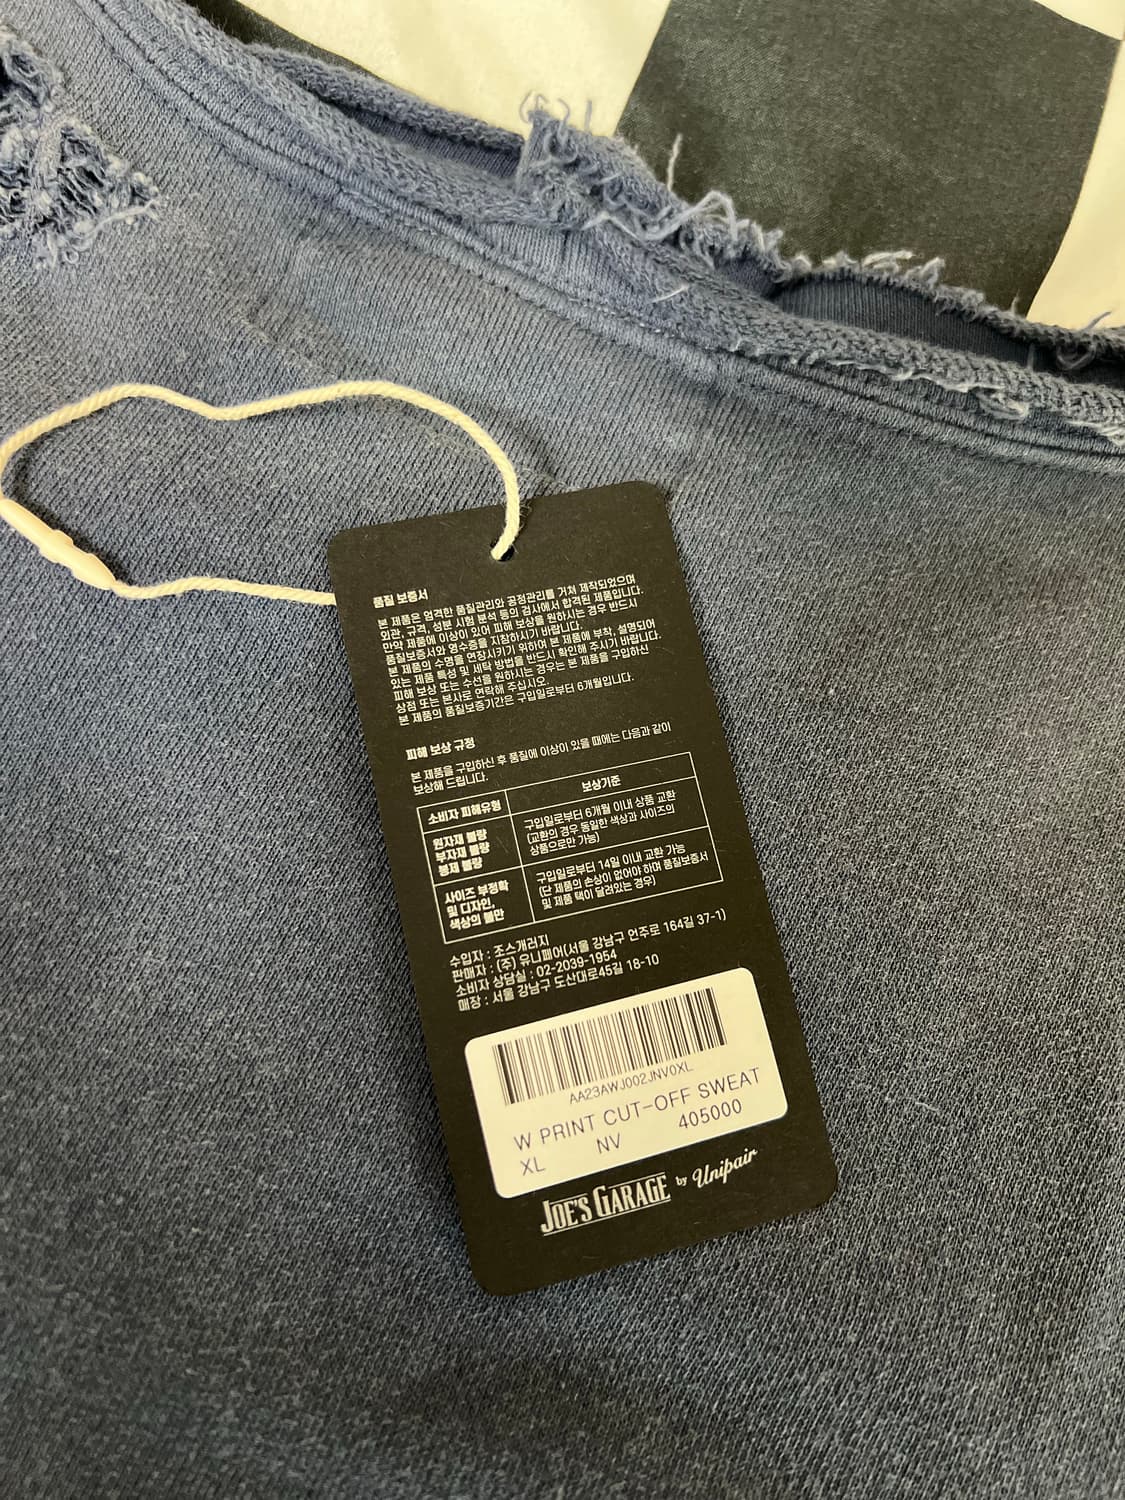 품질 보증서
본 제품은 엄격한 품질관리와 공정관리를 거쳐 제작되었으며
외관, 규격, 성분 시험 분석 등의 검사에서 합격된 제품입니다.
만약 제품에 이상이 있어 피해 보상을 원하시는 경우 반드시
품질보증서와 영수증을 지참하시기 바랍니다.
본 제품의 수명을 연장시키기 위하여 본 제품에 부착, 설명되어
있는 제품 특성 및 세탁 방법을 반드시 확인해 주시기 바랍니다.
피해 보상 또는 수선을 원하시는 경우는 본 제품을 구입하신
상점 또는 본사로 연락해 주십시오.
본 제품의 품질보증기간은 구입일로부터 6개월입니다.
피해 보상 규정
본 제품을 구입하신 후 품질에 이상이 있을 때에는 다음과 같이
보상해 드립니다.
소비자 피해유형 보상기준
원자재 불량
부자재 불량
봉제 불량
구입일로부터 6개월 이내 상품 교환
(교환의 경우 동일한 색상과 사이즈의
상품으로만 가능)
사이즈 부정확
및 디자인,
색상의 불만
구입일로부터 14일 이내 교환 가능
(단 제품의 손상이 없어야 하며 품질보증서
및 제품 택이 달려있는 경우)
수입자 : 조스개러지
판매자 : (주) 유니페어(서울 강남구 언주로 164길 37-1)
소비자 상담실 : 02-2039-1954
매장 : 서울 강남구 도산대로45길 18-10
AA23AWJ002JNV0XL
W PRINT CUT-OFF SWEAT
XL NV 405000
JOE'S GARAGE by Unipair